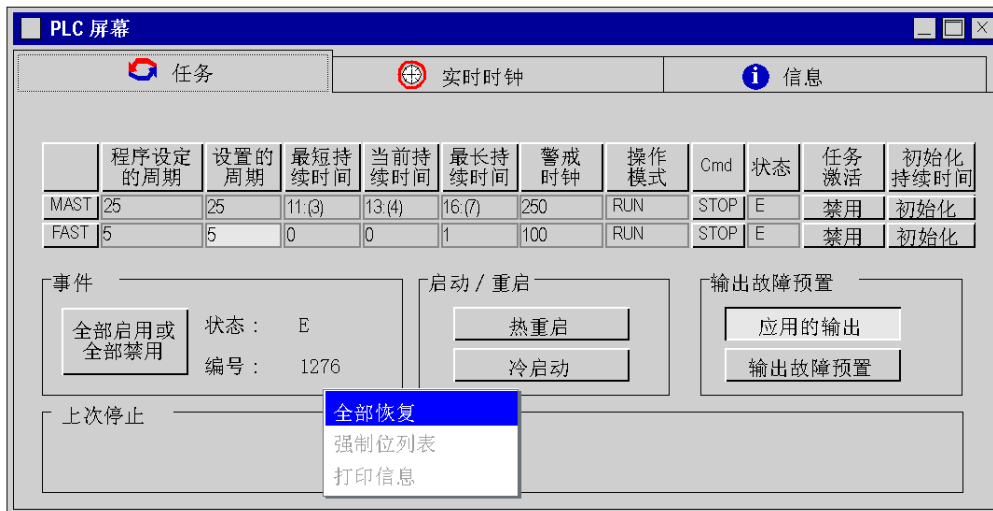 PLC 屏幕
任务 实时时钟 信息
程序设定的周期 设置的周期 最短持续时间 当前持续时间 最长持续时间 警戒时钟 操作模式 Cmd 状态 任务激活 初始化持续时间
MAST 25 25 11:(3) 13:(4) 16:(7) 250 RUN STOP E 禁用 初始化
FAST 5 5 0 0 1 100 RUN STOP E 禁用 初始化
事件 启动 / 重启 输出故障预置
全部启用或全部禁用 状态： E 热重启 应用的输出
编号： 1276 冷启动 输出故障预置
上次停止
全部恢复
强制位列表
打印信息